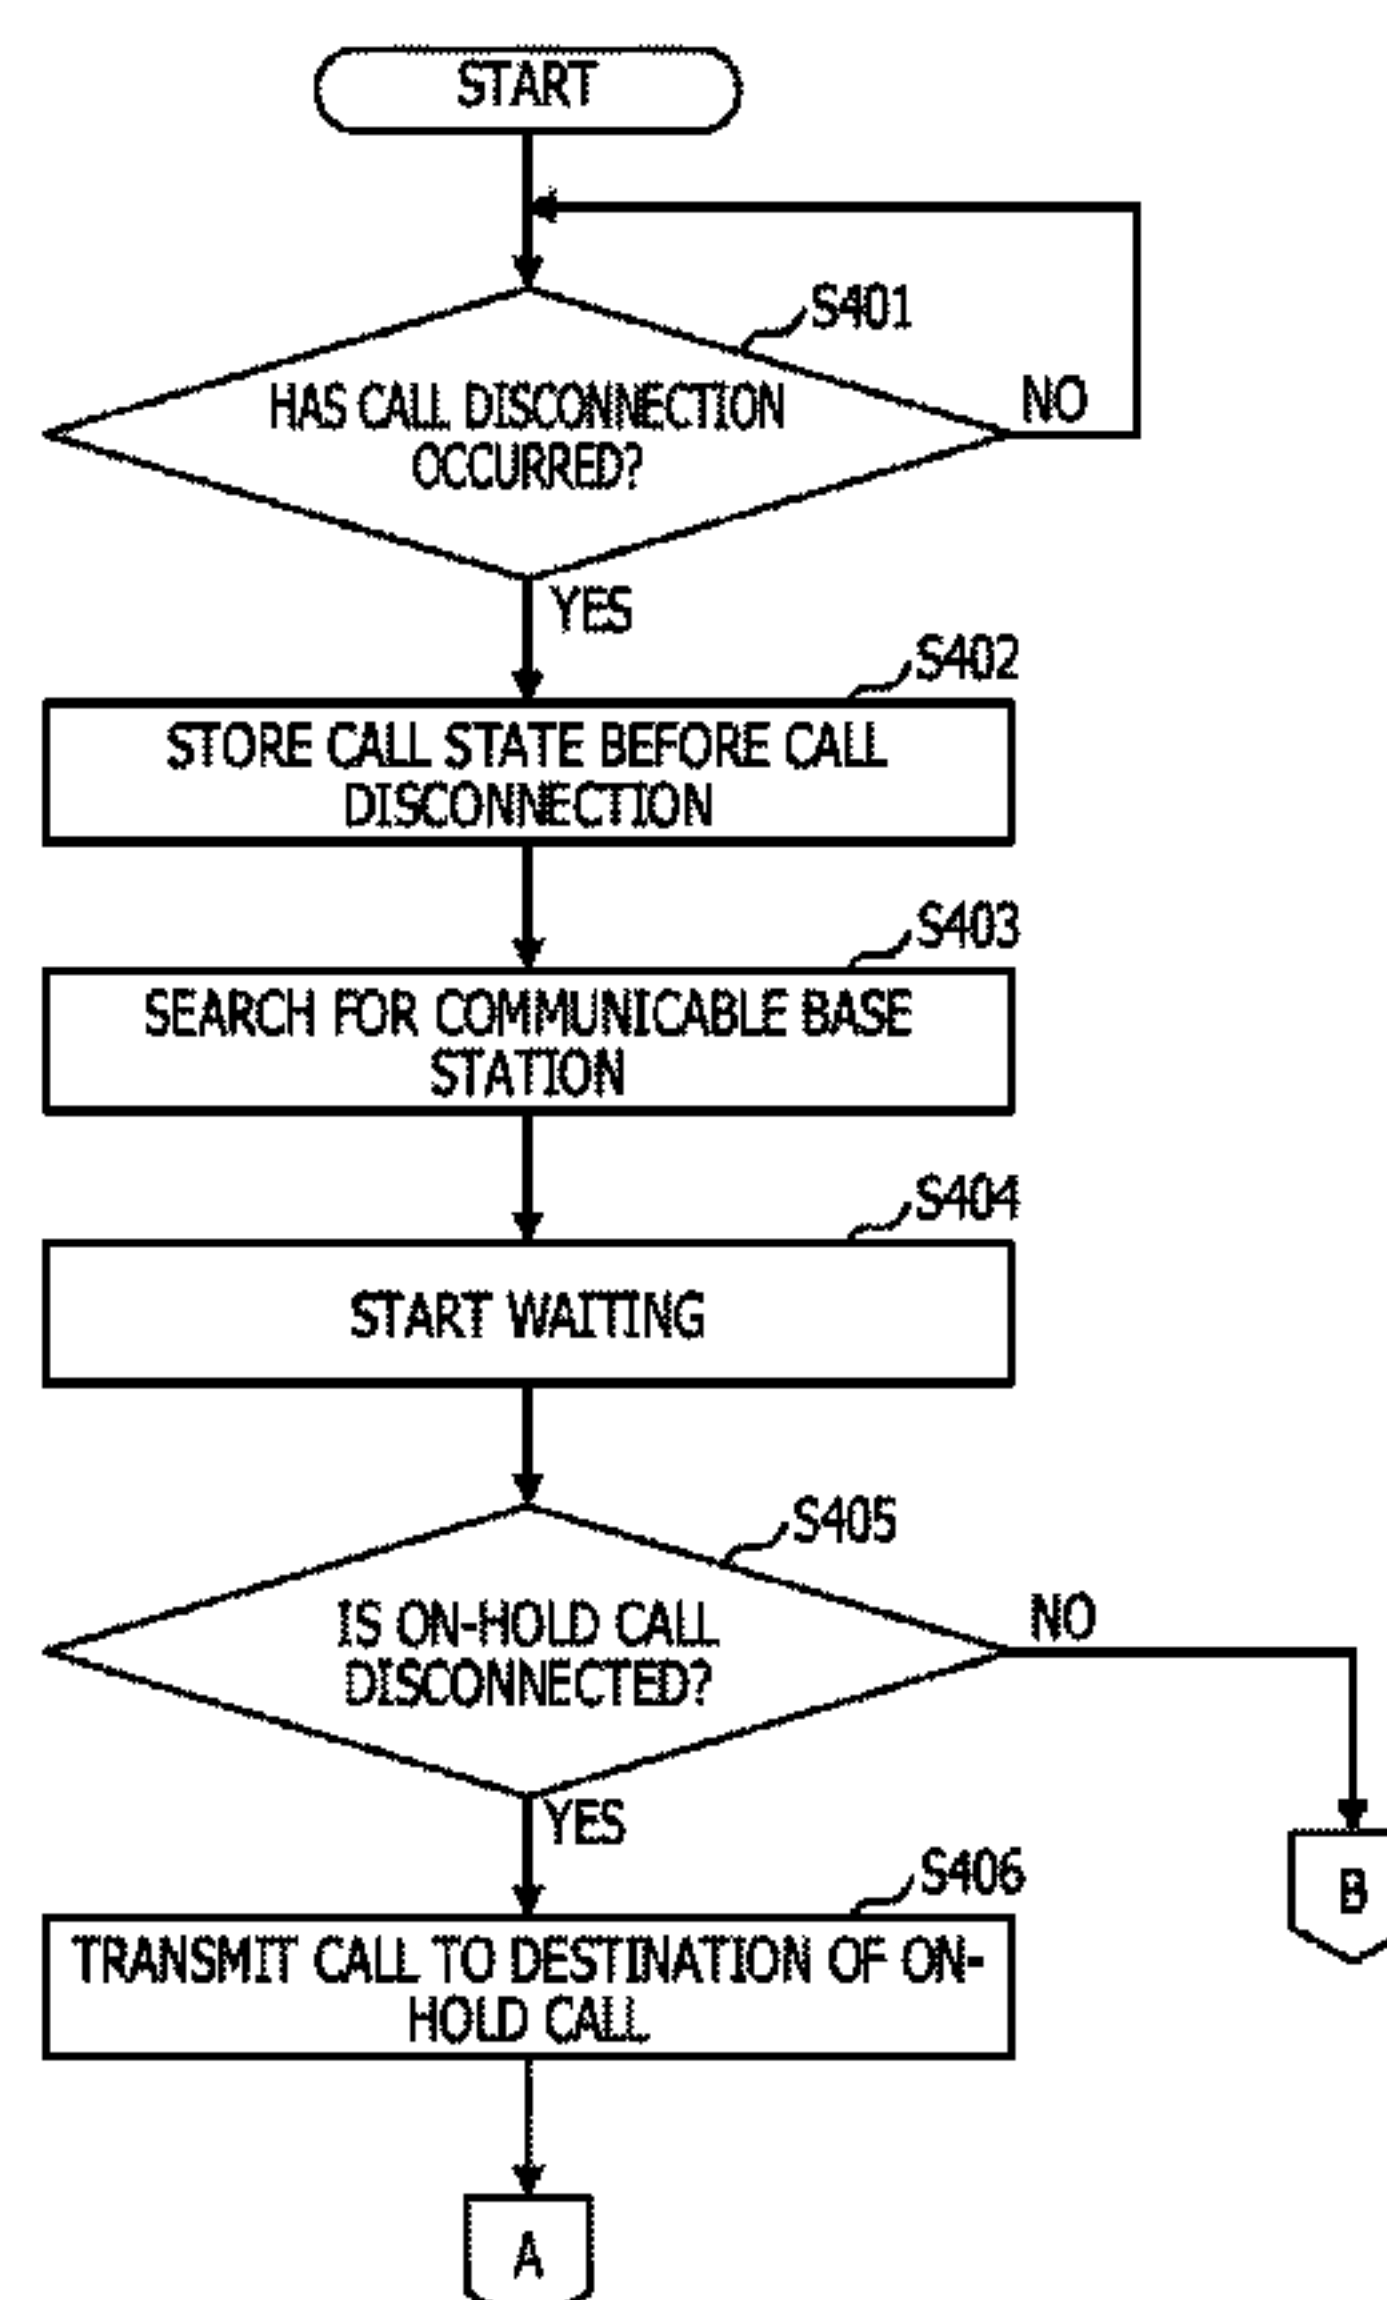 START
S401
HAS CALL DISCONNECTION
OCCURRED?
NO
YES
S402
STORE CALL STATE BEFORE CALL
DISCONNECTION
S403
SEARCH FOR COMMUNICABLE BASE
STATION
S404
START WAITING
S405
IS ON-HOLD CALL
DISCONNECTED?
NO
YES
B
S406
TRANSMIT CALL TO DESTINATION OF ON-
HOLD CALL
A